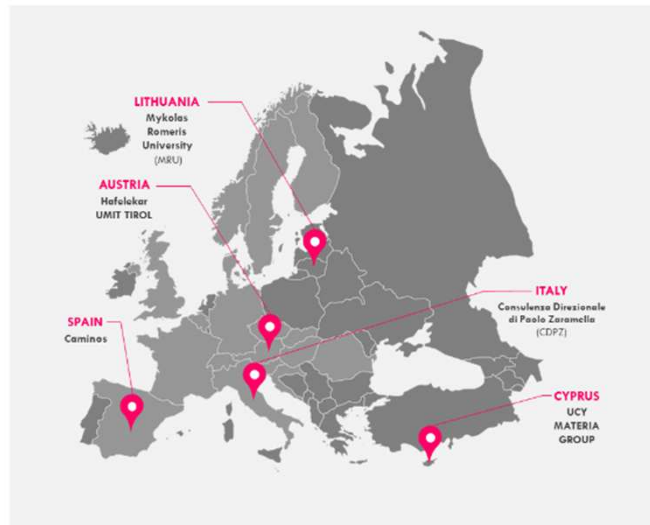 LITHUANIA
Mykolas
Romeris
University
(MRU)
AUSTRIA
Hafelekar
UMIT TIROL
SPAIN
Caminos
ITALY
Consulenza Direzionale
di Paolo Zaramella
(CDPZ)
CYPRUS
UCY
MATERIA
GROUP